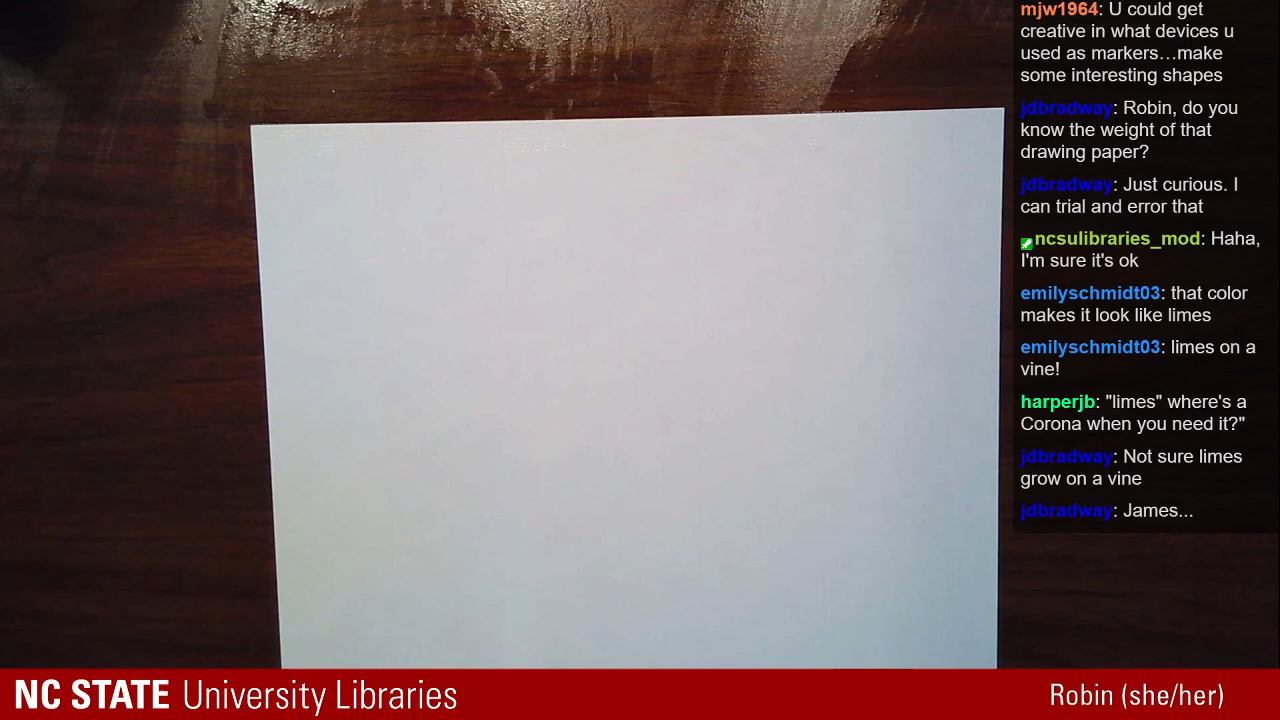 mjw1964: U could get
creative in what devices u
used as markers…make
some interesting shapes
jdbradway: Robin, do you
know the weight of that
drawing paper?
jdbradway: Just curious. I
can trial and error that
ncsulibraries_mod: Haha,
I'm sure it's ok
emilyschmidt03: that color
makes it look like limes
emilyschmidt03: limes on a
vine!
harperjb: "limes" where's a
Corona when you need it?"
jdbradway: Not sure limes
grow on a vine
jdbradway: James...
NC STATE University Libraries
Robin (she/her)